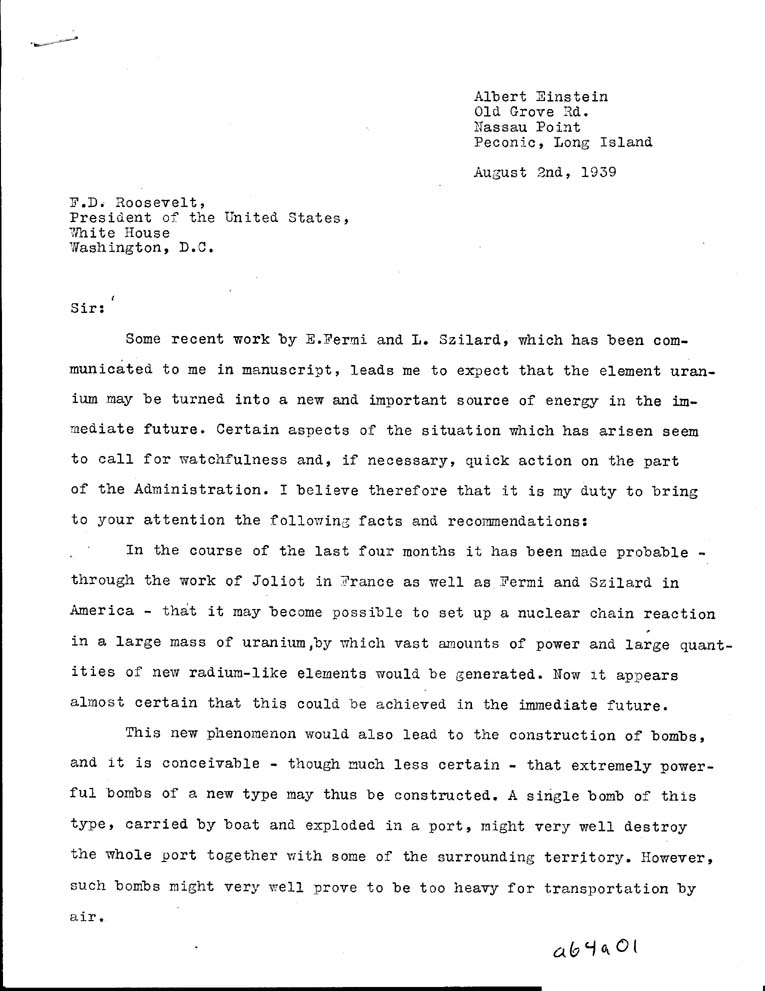 Albert Einstein
Old Grove Rd.
Nassau Point
Peconic, Long Island
August 2nd, 1939
F.D. Roosevelt,
President of the United States,
White House
Washington, D.C.
Sir:
Some recent work by E.Fermi and L. Szilard, which has been com-
municated to me in manuscript, leads me to expect that the element uran-
ium may be turned into a new and important source of energy in the im-
mediate future. Certain aspects of the situation which has arisen seem
to call for watchfulness and, if necessary, quick action on the part
of the Administration. I believe therefore that it is my duty to bring
to your attention the following facts and recommendations:
In the course of the last four months it has been made probable -
through the work of Joliot in France as well as Fermi and Szilard in
America - that it may become possible to set up a nuclear chain reaction
in a large mass of uranium,by which vast amounts of power and large quant-
ities of new radium-like elements would be generated. Now it appears
almost certain that this could be achieved in the immediate future.
This new phenomenon would also lead to the construction of bombs,
and it is conceivable - though much less certain - that extremely power-
ful bombs of a new type may thus be constructed. A single bomb of this
type, carried by boat and exploded in a port, might very well destroy
the whole port together with some of the surrounding territory. However,
such bombs might very well prove to be too heavy for transportation by
air.
a64a01